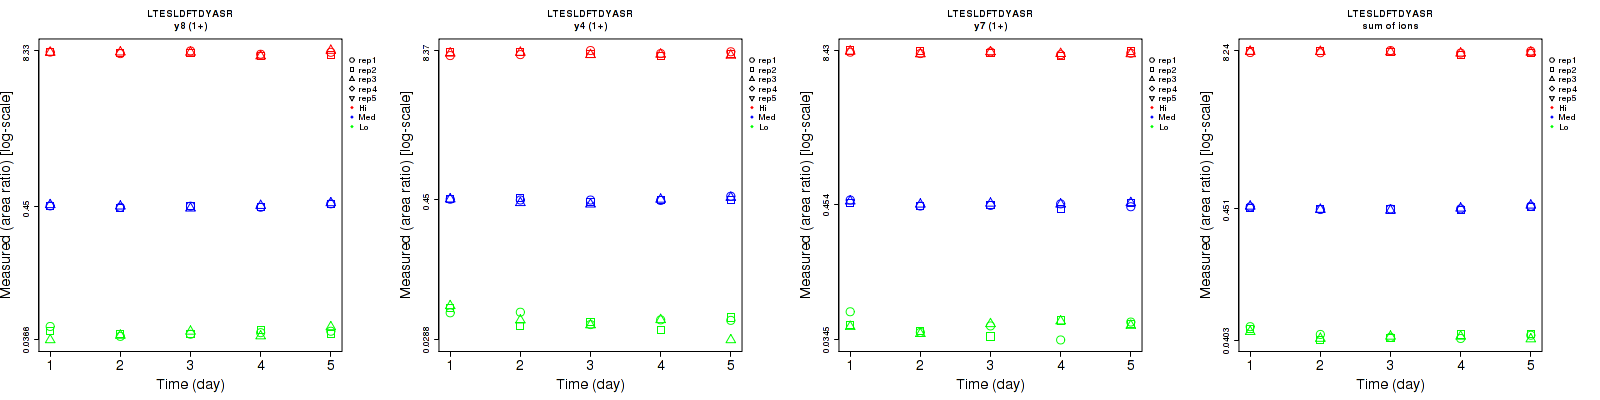 LTESLDFTDYASR
y8 (1+)
8.33
0.45
0.0366
Measured (area ratio) [log-scale]
1 2 3 4 5
Time (day)
rep1
rep2
rep3
rep4
rep5
Hi
Med
Lo
LTESLDFTDYASR
y4 (1+)
8.37
0.45
0.0288
Measured (area ratio) [log-scale]
1 2 3 4 5
Time (day)
rep1
rep2
rep3
rep4
rep5
Hi
Med
Lo
LTESLDFTDYASR
y7 (1+)
8.43
0.454
0.0345
Measured (area ratio) [log-scale]
1 2 3 4 5
Time (day)
rep1
rep2
rep3
rep4
rep5
Hi
Med
Lo
LTESLDFTDYASR
sum of ions
8.24
0.451
0.0403
Measured (area ratio) [log-scale]
1 2 3 4 5
Time (day)
rep1
rep2
rep3
rep4
rep5
Hi
Med
Lo